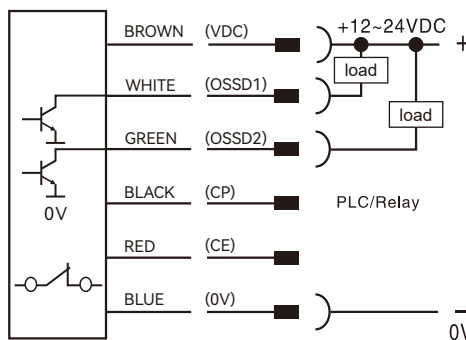 BROWN (VDC) +12~24VDC +
load
WHITE (OSSD1)
load
GREEN (OSSD2)
0V
BLACK (CP) PLC/Relay
RED (CE)
BLUE (0V) −
0V